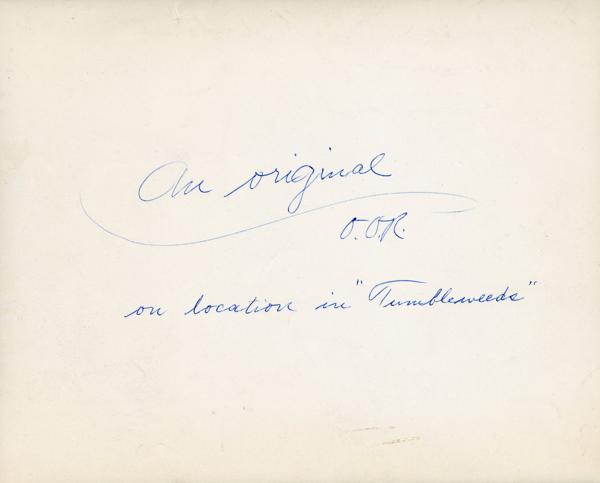 An original
O.O.R.
on location in "Tumbleweeds"